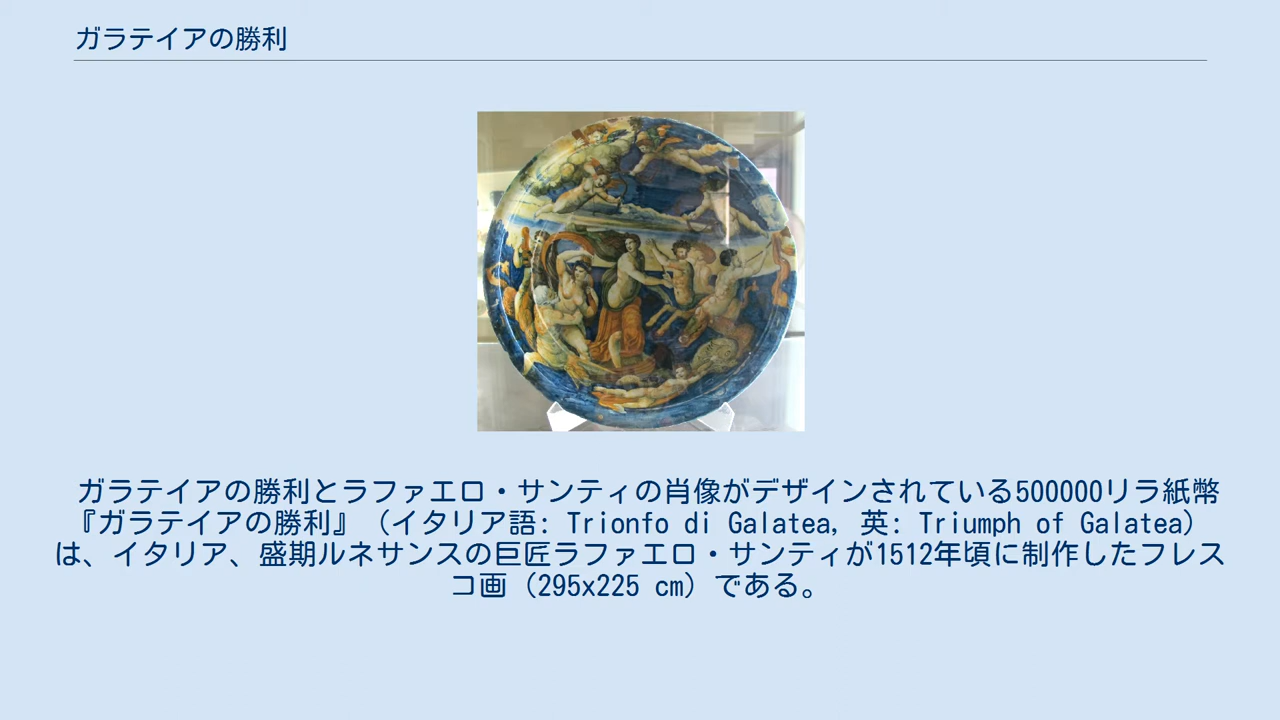 ガラテイアの勝利
ガラテイアの勝利とラファエロ・サンティの肖像がデザインされている500000リラ紙幣
『ガラテイアの勝利』（イタリア語: Trionfo di Galatea, 英: Triumph of Galatea）
は、イタリア、盛期ルネサンスの巨匠ラファエロ・サンティが1512年頃に制作したフレス
コ画（295x225 cm）である。